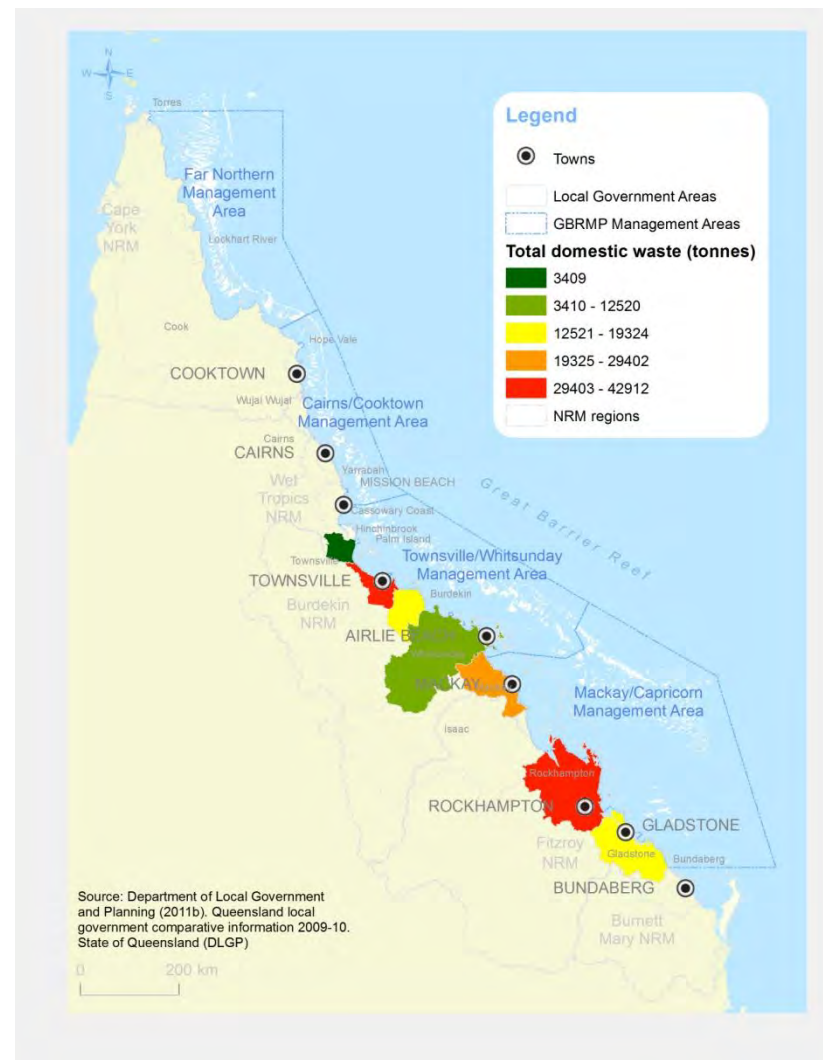 N
W E
S
Torres
Far Northern
Management
Area
Cape
York
NRM
Lockhart River
Legend
Towns
Local Government Areas
GBRMP Management Areas
Total domestic waste (tonnes)
3409
3410 - 12520
12521 - 19324
19325 - 29402
29403 - 42912
NRM regions
Cook
Hope Vale
COOKTOWN
Wujal Wujal
Cairns/Cooktown
Management Area
Cairns
CAIRNS
Yarrabah
MISSION BEACH
Wet
Tropics
NRM
Cassowary Coast
Great Barrier Reef
Hinchinbrook
Palm Island
Townsville
TOWNSVILLE
Townsville/Whitsunday
Management Area
Burdekin
Burdekin
NRM
AIRLIE BEACH
Whitsunday
MACKAY
Mackay/Capricorn
Management Area
Isaac
Rockhampton
ROCKHAMPTON
GLADSTONE
Fitzroy
NRM
Gladstone
Bundaberg
BUNDABERG
Burnett
Mary NRM
Source: Department of Local Government
and Planning (2011b). Queensland local
government comparative information 2009-10.
State of Queensland (DLGP)
0 200 km